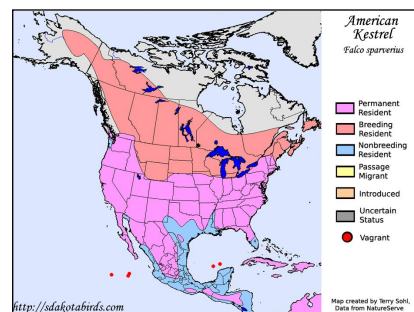 American
Kestrel
Falco sparverius
Permanent
Resident
Breeding
Resident
Nonbreeding
Resident
Passage
Migrant
Introduced
Uncertain
Status
Vagrant
http://sdakotabirds.com
Map created by Terry Sohl,
Data from NatureServe